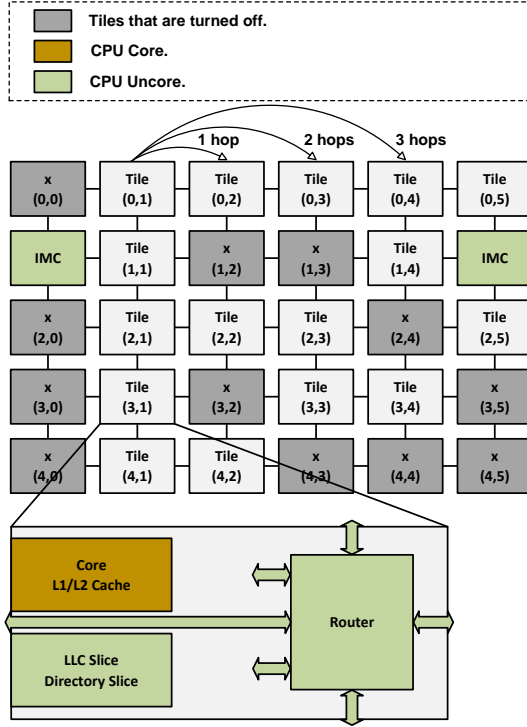 Tiles that are turned off.
CPU Core.
CPU Uncore.
1 hop 2 hops 3 hops
x Tile Tile Tile Tile Tile
(0,0) (0,1) (0,2) (0,3) (0,4) (0,5)
IMC Tile x x Tile IMC
(1,1) (1,2) (1,3) (1,4)
x Tile Tile Tile x Tile
(2,0) (2,1) (2,2) (2,3) (2,4) (2,5)
x Tile x Tile Tile x
(3,0) (3,1) (3,2) (3,3) (3,4) (3,5)
x Tile Tile x x x
(4,0) (4,1) (4,2) (4,3) (4,4) (4,5)
Core
L1/L2 Cache
Router
LLC Slice
Directory Slice